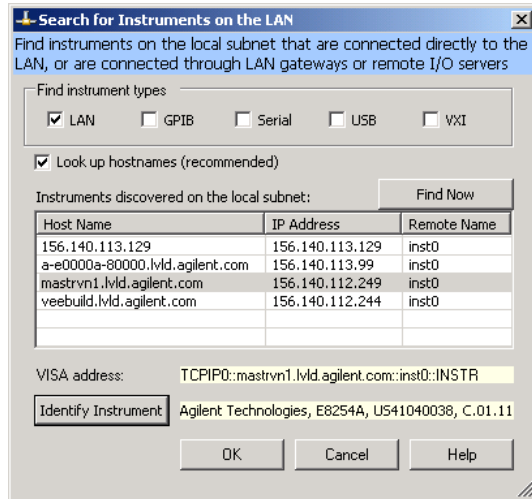 Search for Instruments on the LAN
Find instruments on the local subnet that are connected directly to the
LAN, or are connected through LAN gateways or remote I/O servers
Find instrument types
LAN GPIB Serial USB VXI
Look up hostnames (recommended)
Instruments discovered on the local subnet: Find Now
Host Name IP Address Remote Name
156.140.113.129 156.140.113.129 inst0
a-e0000a-80000.lvld.agilent.com 156.140.113.99 inst0
mastrvn1.lvld.agilent.com 156.140.112.249 inst0
veebuild.lvld.agilent.com 156.140.112.244 inst0
VISA address: TCPIP0::mastrvn1.lvld.agilent.com::inst0::INSTR
Identify Instrument Agilent Technologies, E8254A, US41040038, C.01.11
OK Cancel Help